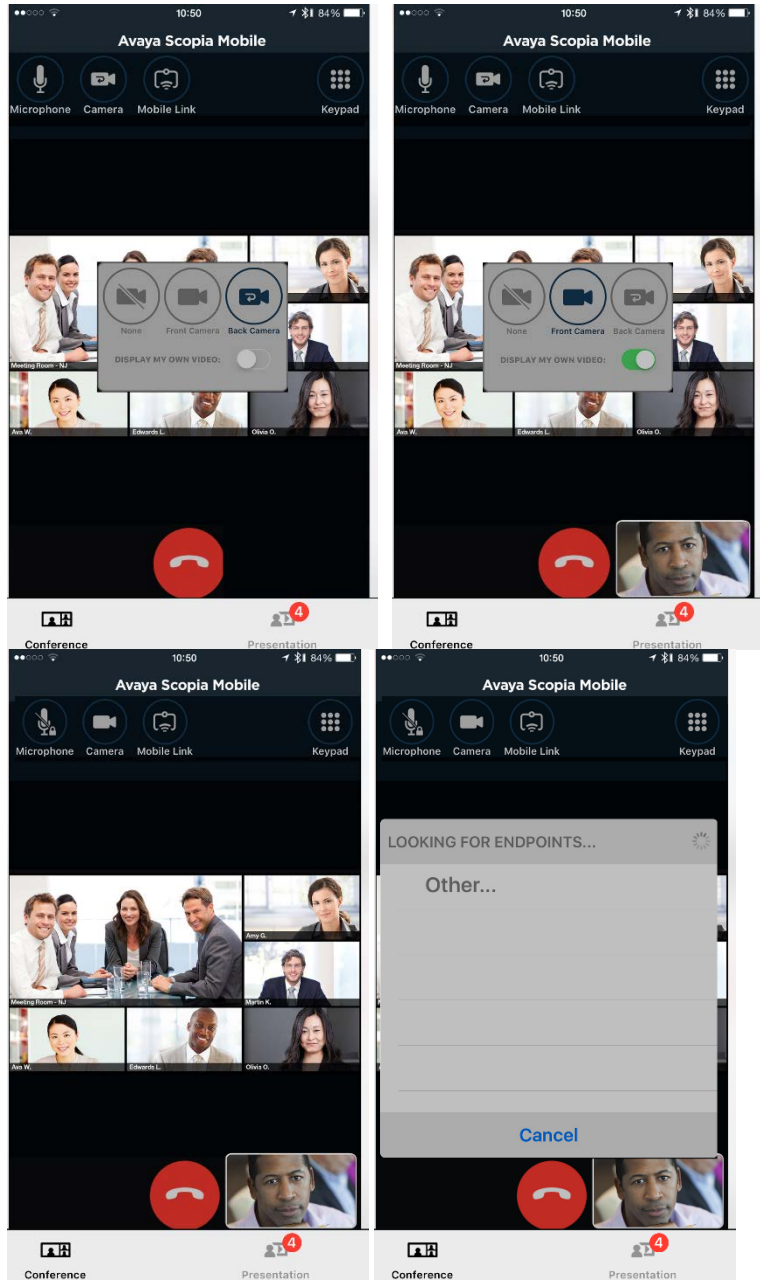 10:50 84%
Avaya Scopia Mobile
Microphone Camera Mobile Link Keypad
None Front Camera Back Camera
DISPLAY MY OWN VIDEO:
Meeting Room - NJ
Ava W. Edwards L. Olivia O.
4
Conference Presentation
10:50 84%
Avaya Scopia Mobile
Microphone Camera Mobile Link Keypad
None Front Camera Back Camera
DISPLAY MY OWN VIDEO:
Meeting Room - NJ
Ava W. Edwards L. Olivia O.
4
Conference Presentation
10:50 84%
Avaya Scopia Mobile
Microphone Camera Mobile Link Keypad
Amy G.
Meeting Room - NJ Martin K.
Ava W. Edwards L. Olivia O.
4
Conference Presentation
10:50 84%
Avaya Scopia Mobile
Microphone Camera Mobile Link Keypad
LOOKING FOR ENDPOINTS...
Other...
Cancel
4
Conference Presentation